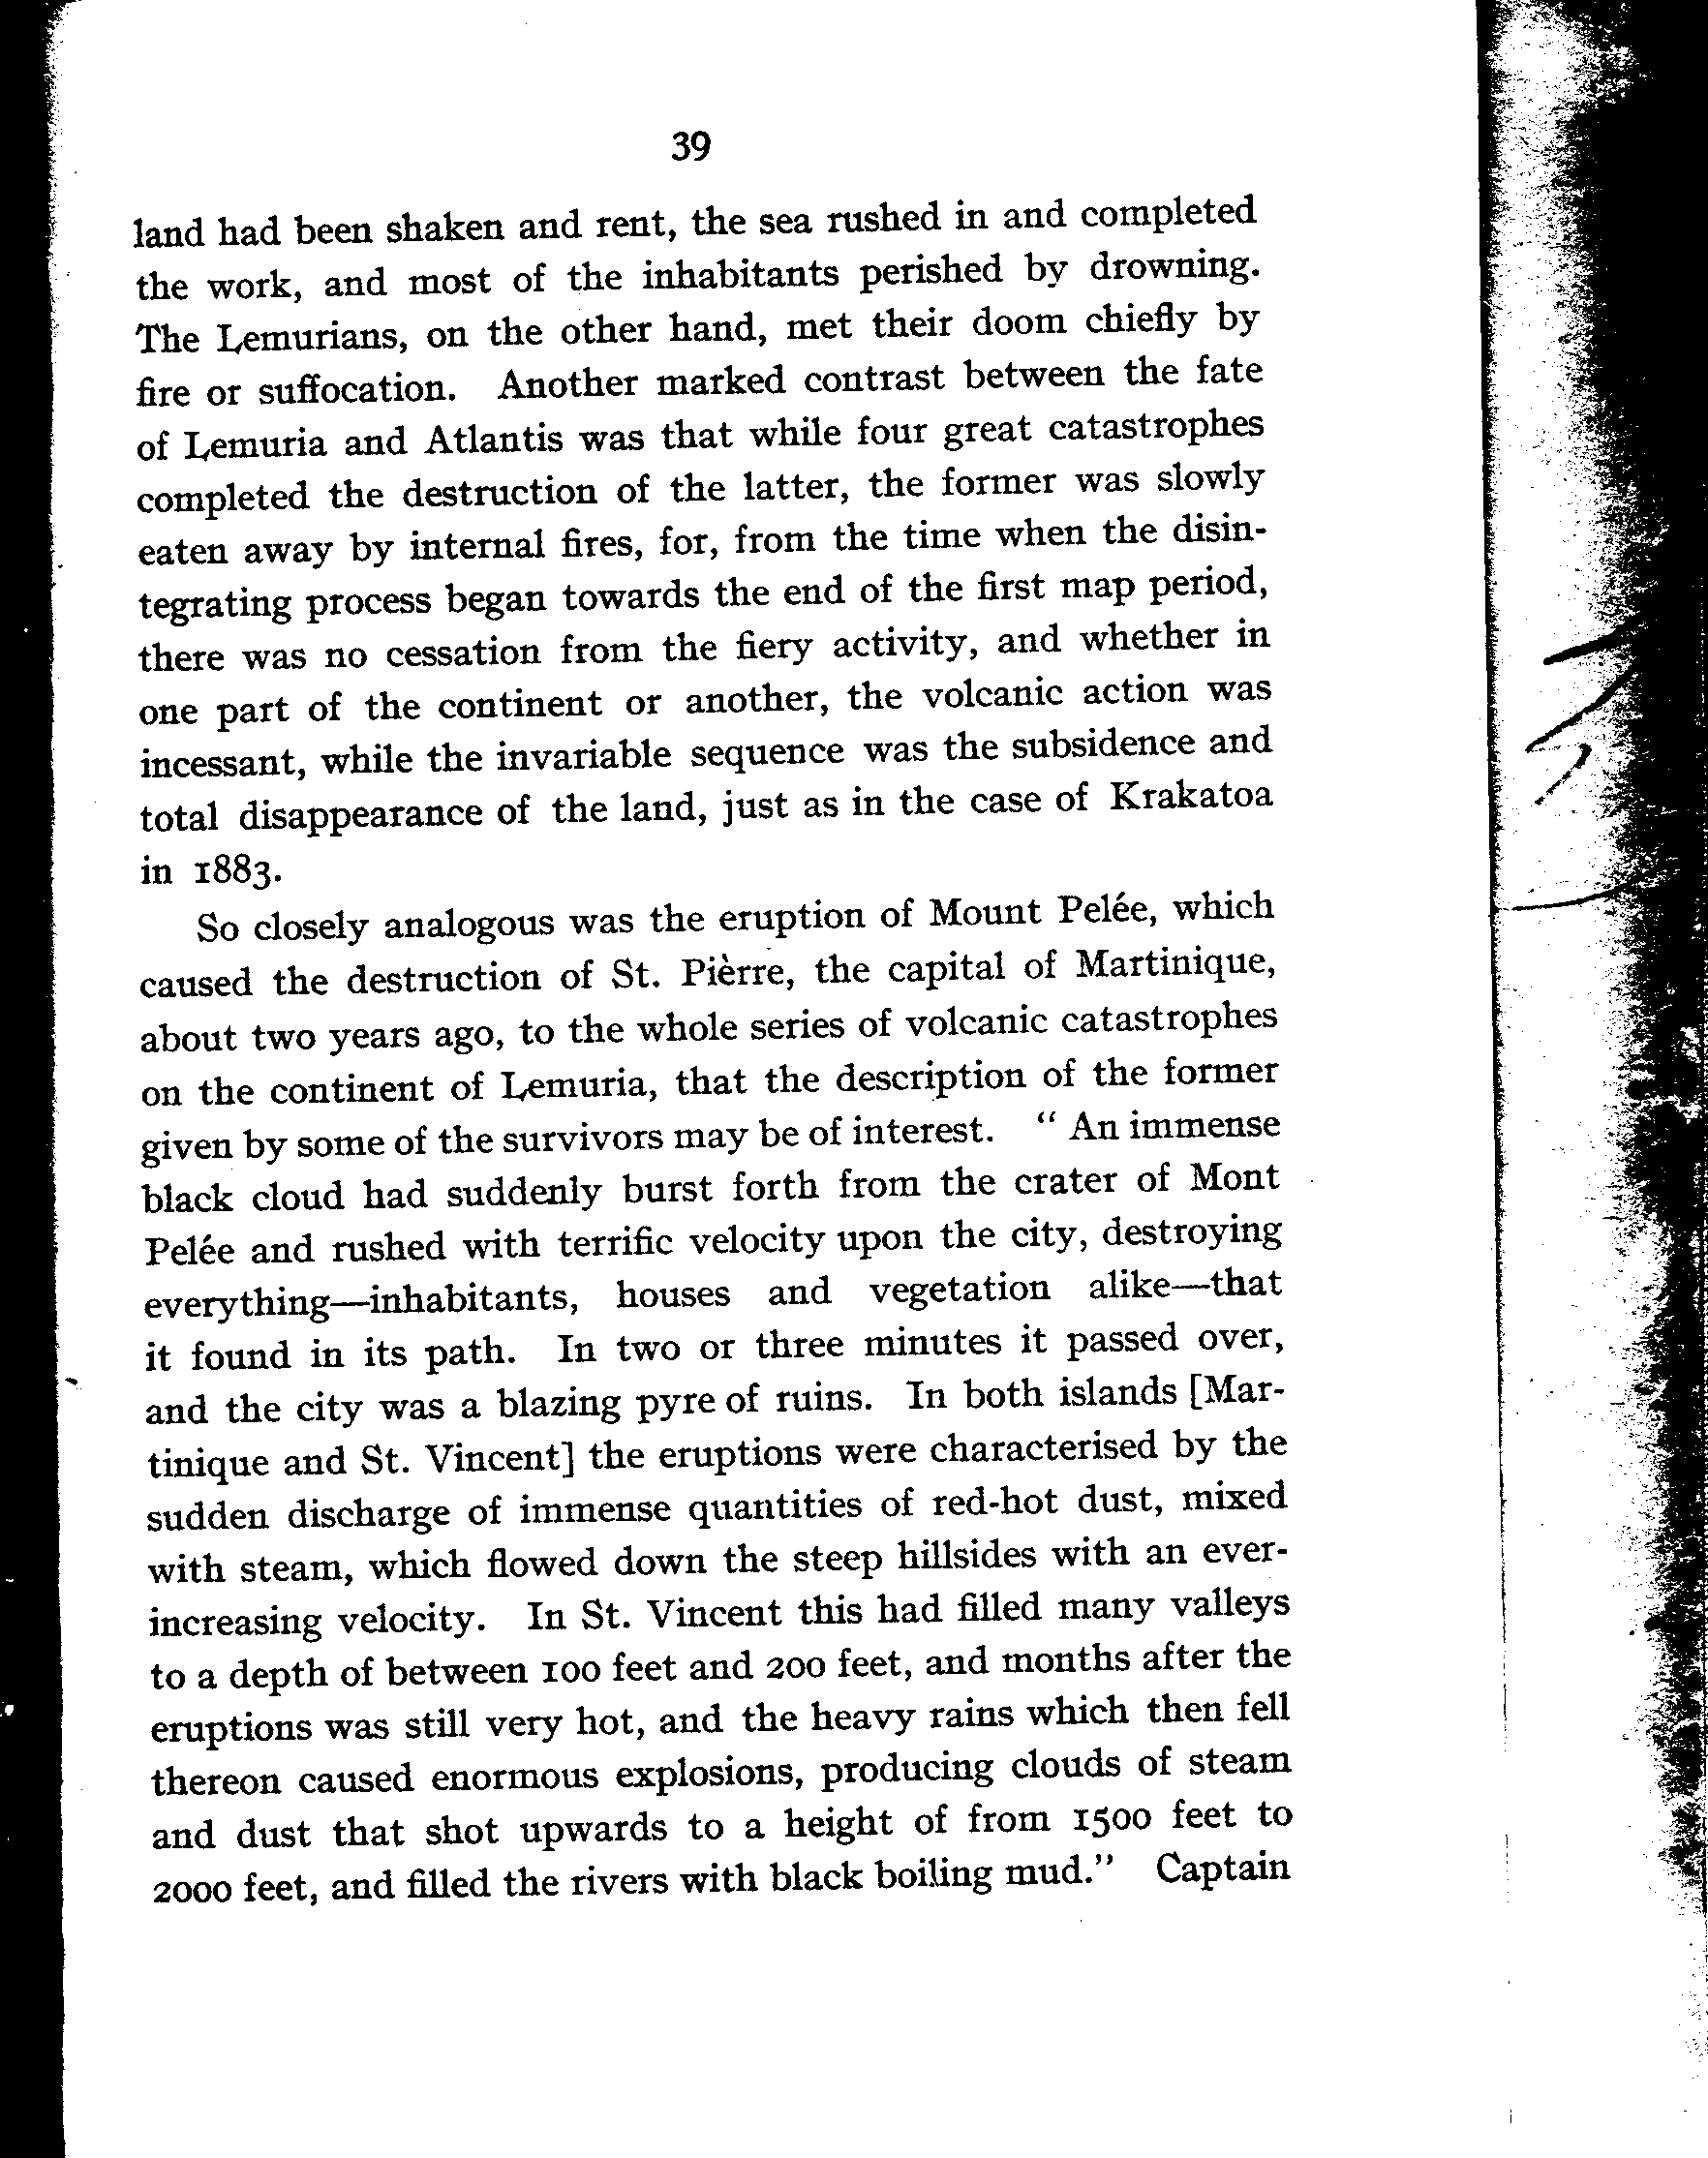 39
land had been shaken and rent, the sea rushed in and completed
the work, and most of the inhabitants perished by drowning.
The Lemurians, on the other hand, met their doom chiefly by
fire or suffocation. Another marked contrast between the fate
of Lemuria and Atlantis was that while four great catastrophes
completed the destruction of the latter, the former was slowly
eaten away by internal fires, for, from the time when the disin-
tegrating process began towards the end of the first map period,
there was no cessation from the fiery activity, and whether in
one part of the continent or another, the volcanic action was
incessant, while the invariable sequence was the subsidence and
total disappearance of the land, just as in the case of Krakatoa
in 1883.
So closely analogous was the eruption of Mount Pelée, which
caused the destruction of St. Pièrre, the capital of Martinique,
about two years ago, to the whole series of volcanic catastrophes
on the continent of Lemuria, that the description of the former
given by some of the survivors may be of interest. “ An immense
black cloud had suddenly burst forth from the crater of Mont
Pelée and rushed with terrific velocity upon the city, destroying
everything—inhabitants, houses and vegetation alike—that
it found in its path. In two or three minutes it passed over,
and the city was a blazing pyre of ruins. In both islands [Mar-
tinique and St. Vincent] the eruptions were characterised by the
sudden discharge of immense quantities of red-hot dust, mixed
with steam, which flowed down the steep hillsides with an ever-
increasing velocity. In St. Vincent this had filled many valleys
to a depth of between 100 feet and 200 feet, and months after the
eruptions was still very hot, and the heavy rains which then fell
thereon caused enormous explosions, producing clouds of steam
and dust that shot upwards to a height of from 1500 feet to
2000 feet, and filled the rivers with black boiling mud.” Captain